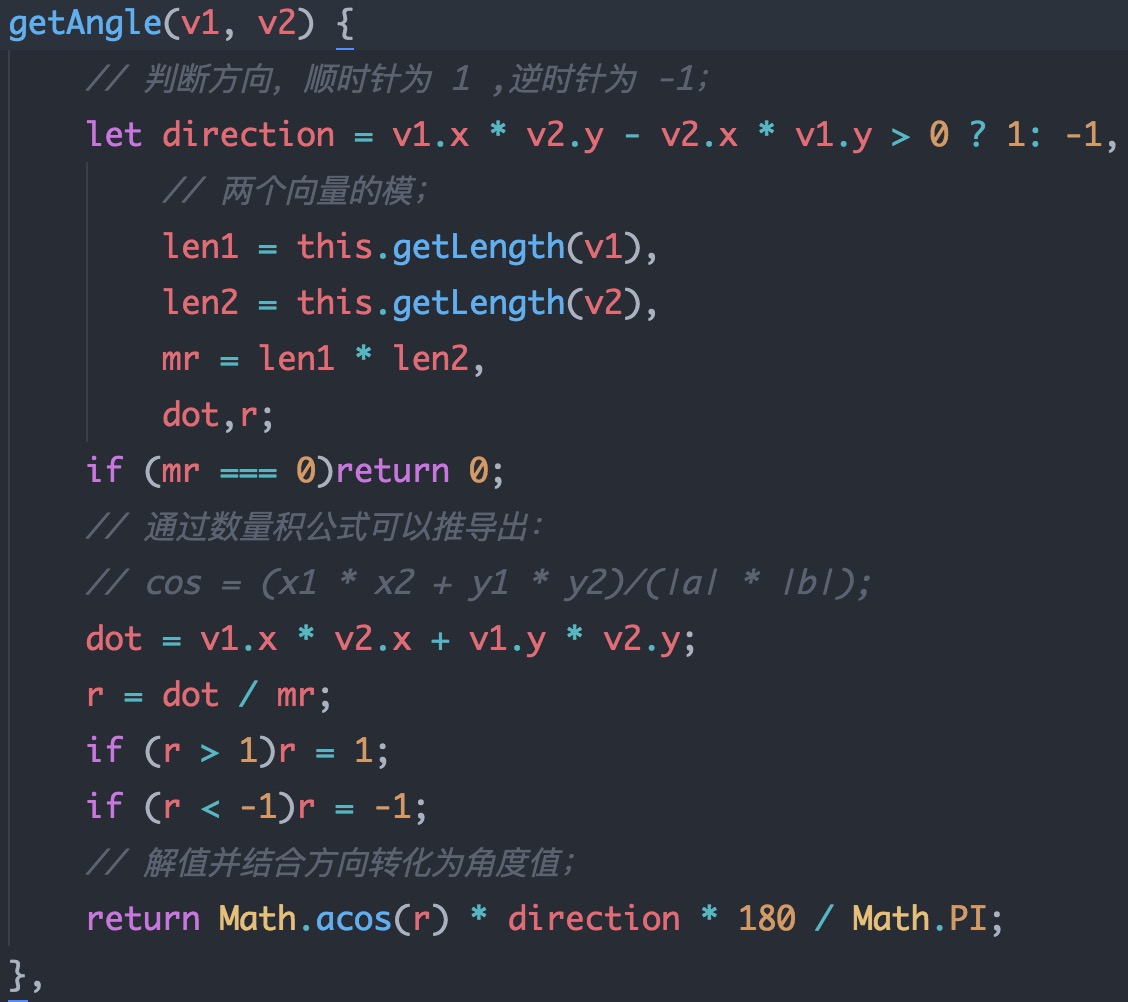 getAngle(v1, v2) {
// 判断方向，顺时针为 1 ,逆时针为 -1;
let direction = v1.x * v2.y - v2.x * v1.y > 0 ? 1: -1,
// 两个向量的模;
len1 = this.getLength(v1),
len2 = this.getLength(v2),
mr = len1 * len2,
dot,r;
if (mr === 0)return 0;
// 通过数量积公式可以推导出:
// cos = (x1 * x2 + y1 * y2)/(|a| * |b|);
dot = v1.x * v2.x + v1.y * v2.y;
r = dot / mr;
if (r > 1)r = 1;
if (r < -1)r = -1;
// 解值并结合方向转化为角度值;
return Math.acos(r) * direction * 180 / Math.PI;
},